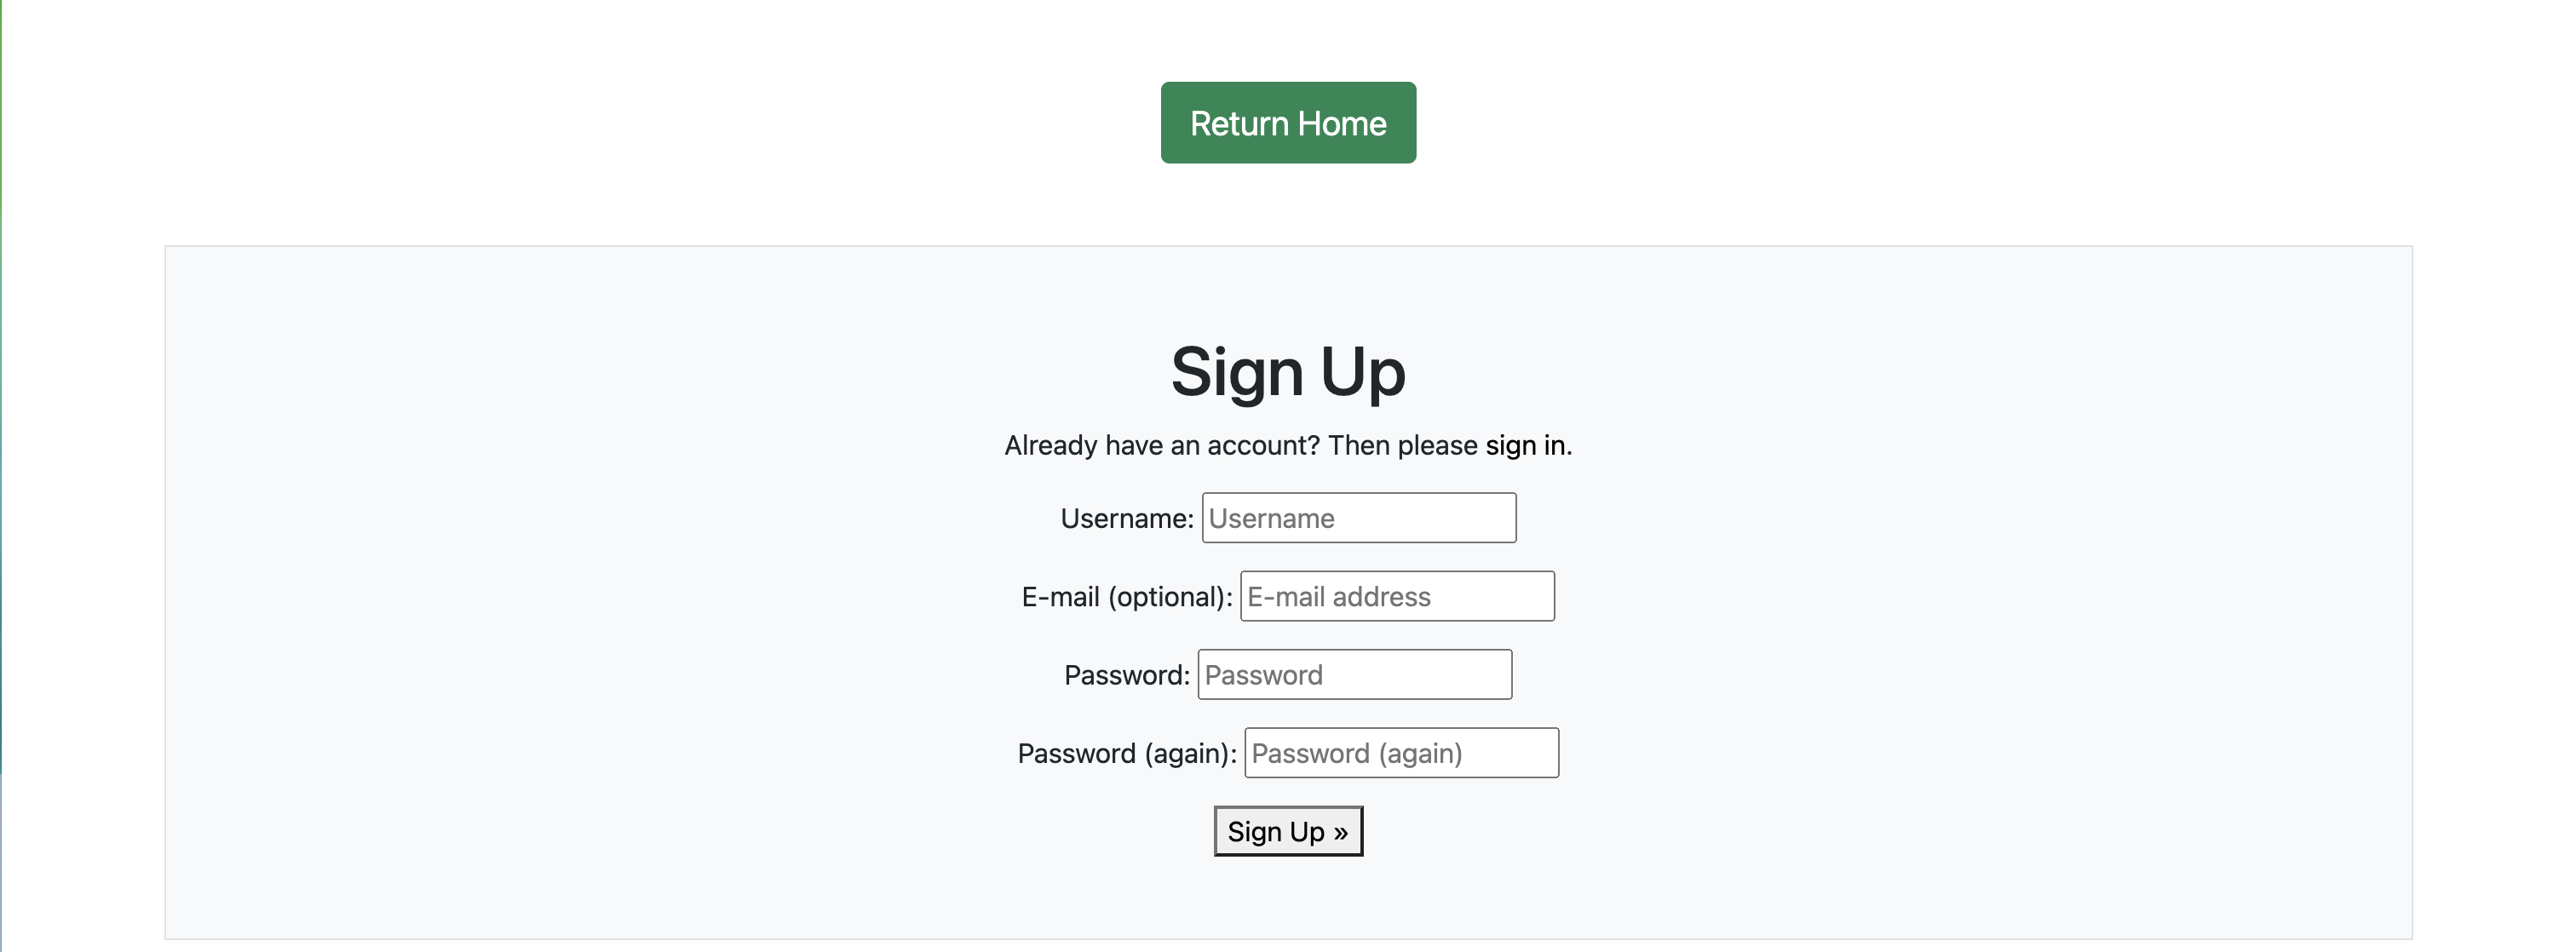 Return Home
Sign Up
Already have an account? Then please sign in.
Username: Username
E-mail (optional): E-mail address
Password: Password
Password (again): Password (again)
Sign Up »